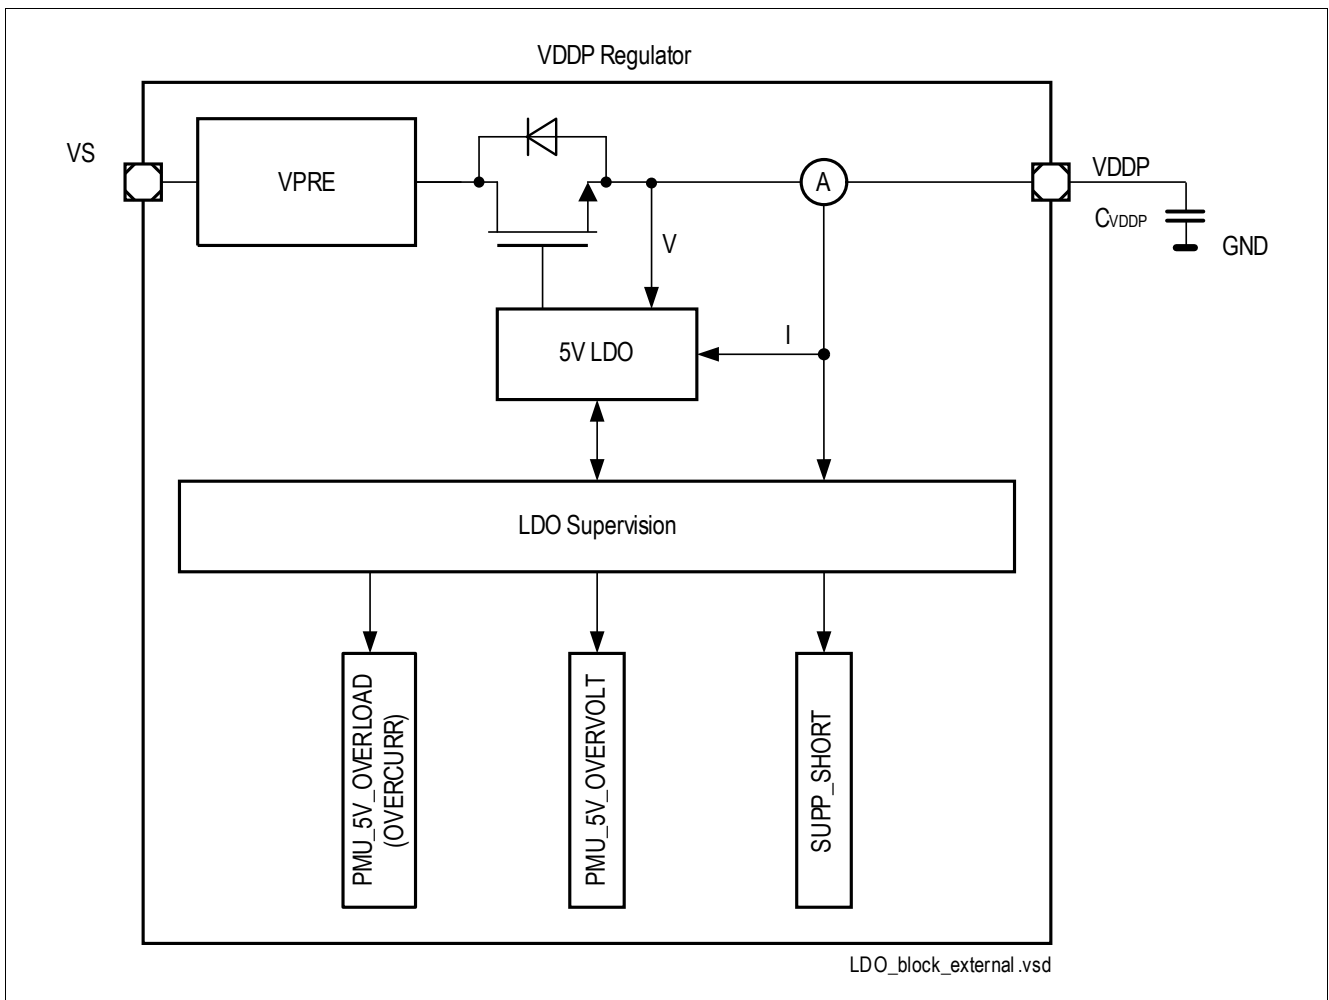 VDDP Regulator
VS
VPRE
A
VDDP
CVDDP
GND
V
5V LDO
I
LDO Supervision
PMU_5V_OVERLOAD
(OVERCURR)
PMU_5V_OVERVOLT
SUPP_SHORT
LDO_block_external.vsd